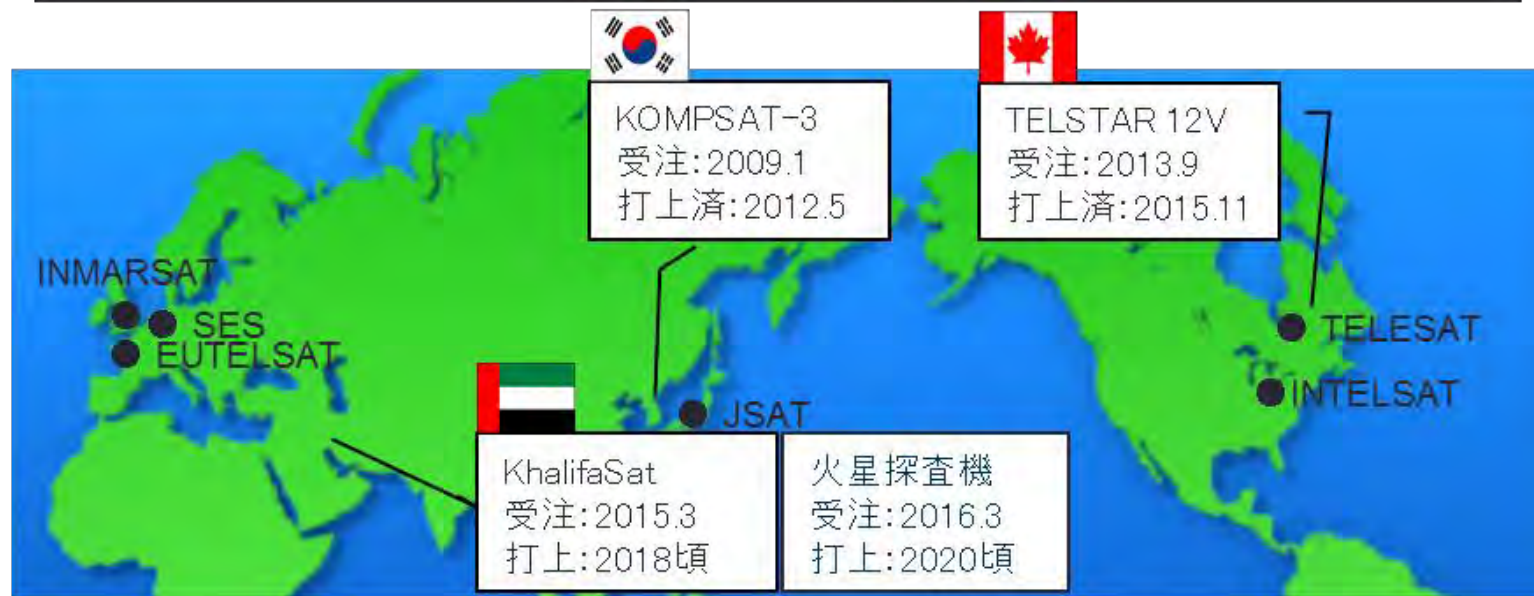 KOMPSAT-3
受注:2009.1
打上済:2012.5
TELSTAR 12V
受注:2013.9
打上済:2015.11
INMARSAT
SES
EUTELSAT
TELESAT
INTELSAT
JSAT
KhalifaSat
受注:2015.3
打上:2018頃
火星探査機
受注:2016.3
打上:2020頃